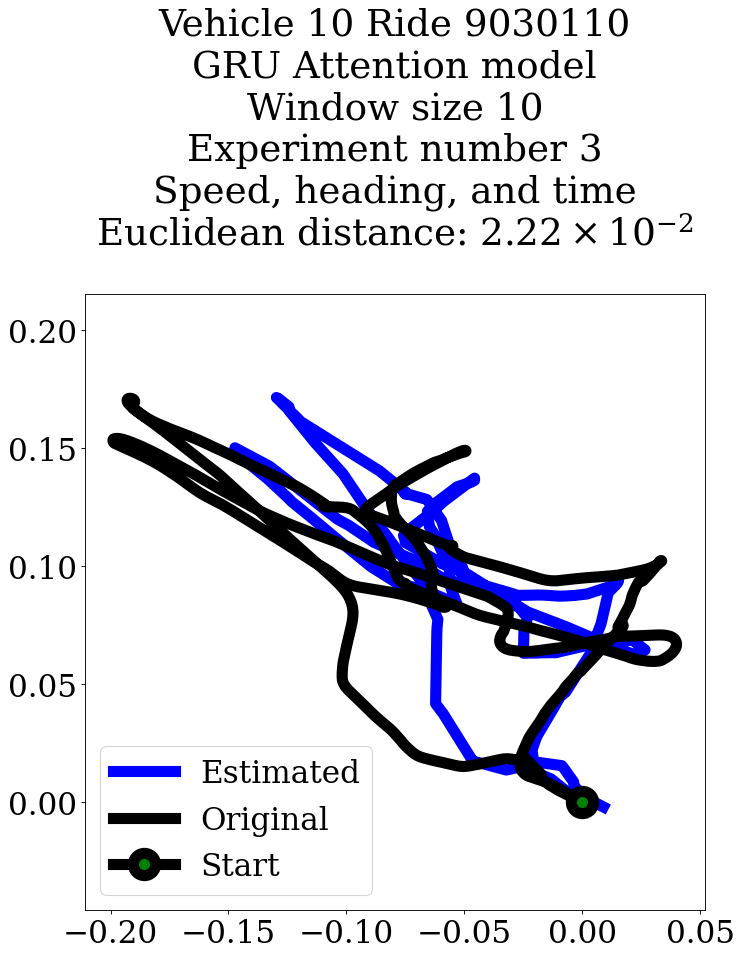 Vehicle 10 Ride 9030110
GRU Attention model
Window size 10
Experiment number 3
Speed, heading, and time
Euclidean distance: 2.22 × 10⁻²
0.20
0.15
0.10
0.05
0.00
Estimated
Original
Start
−0.20 −0.15 −0.10 −0.05 0.00 0.05